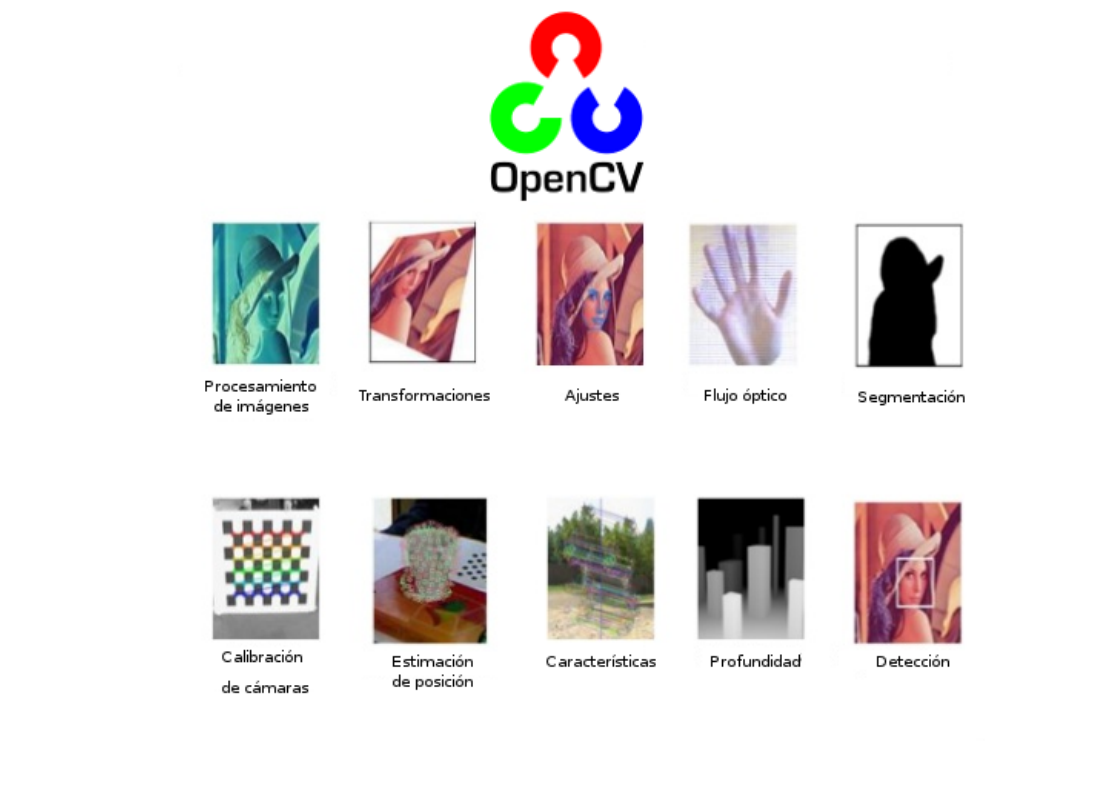 OpenCV
Procesamiento
de imágenes
Transformaciones
Ajustes
Flujo óptico
Segmentación
Calibración
de cámaras
Estimación
de posición
Características
Profundidad
Detección